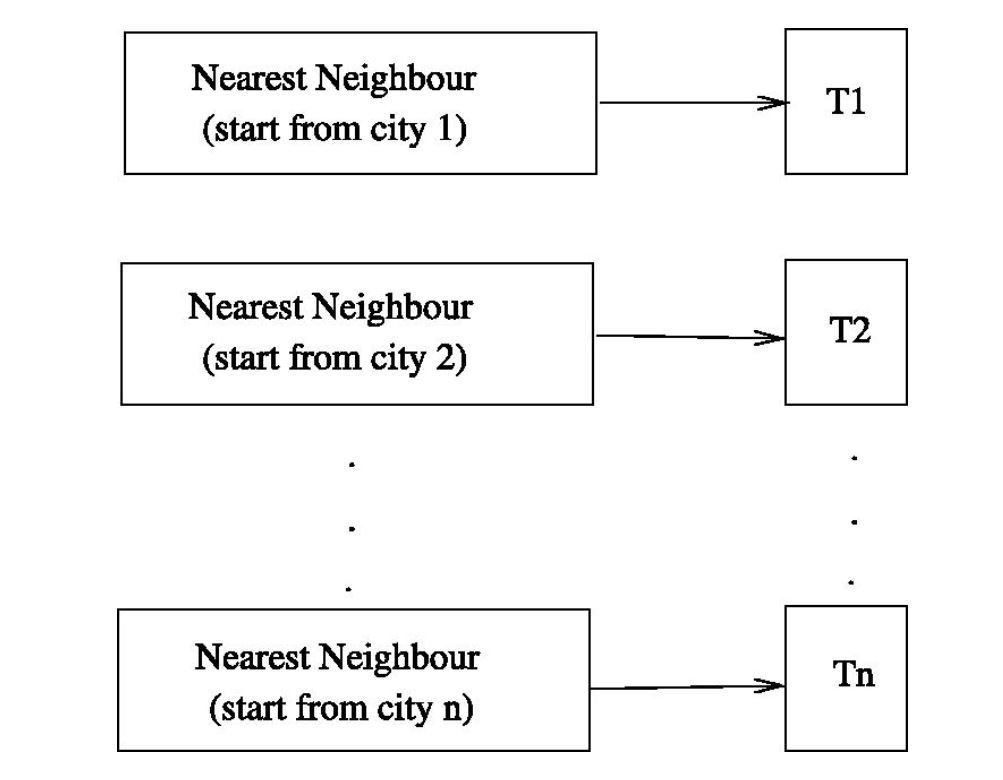 Nearest Neighbour
(start from city 1)
T1
Nearest Neighbour
(start from city 2)
T2
Nearest Neighbour
(start from city n)
Tn